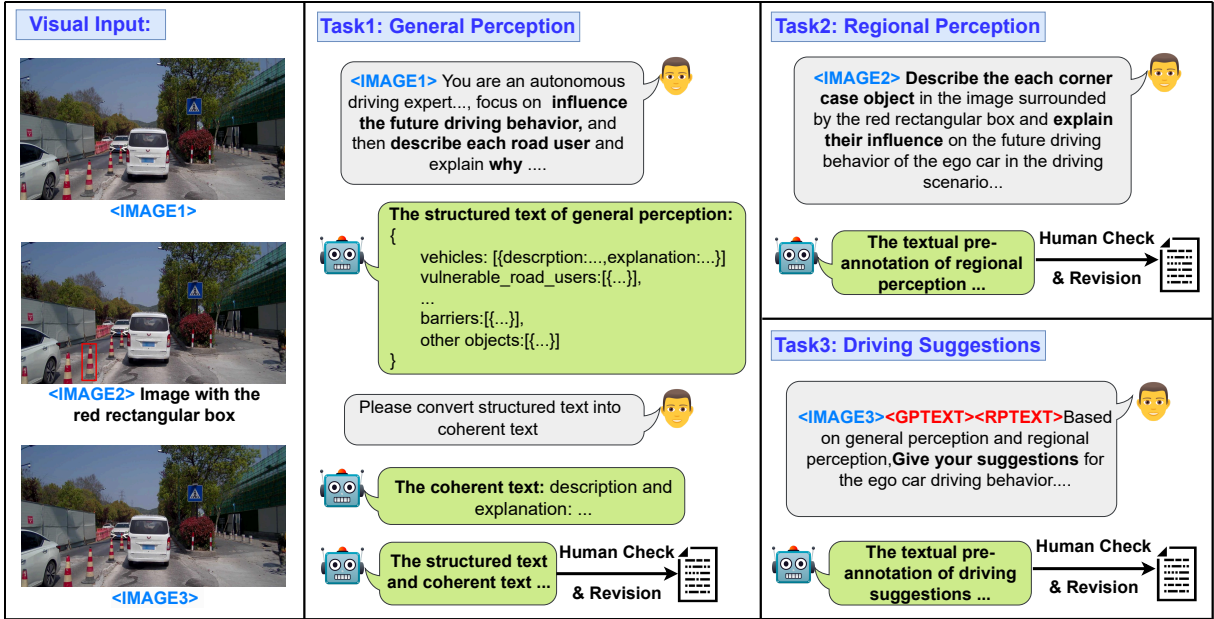 Visual Input:
<IMAGE1>
<IMAGE2> Image with the
red rectangular box
<IMAGE3>
Task1: General Perception
<IMAGE1> You are an autonomous
driving expert..., focus on influence
the future driving behavior, and
then describe each road user and
explain why ....
The structured text of general perception:
{
vehicles: [{descrption:...,explanation:...}]
vulnerable_road_users:[{...}],
...
barriers:[{...}],
other objects:[{...}]
}
Please convert structured text into
coherent text
The coherent text: description and
explanation: ...
The structured text
and coherent text ...
Human Check
& Revision
Task2: Regional Perception
<IMAGE2> Describe the each corner
case object in the image surrounded
by the red rectangular box and explain
their influence on the future driving
behavior of the ego car in the driving
scenario...
The textual pre-
annotation of regional
perception ...
Human Check
& Revision
Task3: Driving Suggestions
<IMAGE3><GPTEXT><RPTEXT>Based
on general perception and regional
perception,Give your suggestions for
the ego car driving behavior....
The textual pre-
annotation of driving
suggestions ...
Human Check
& Revision